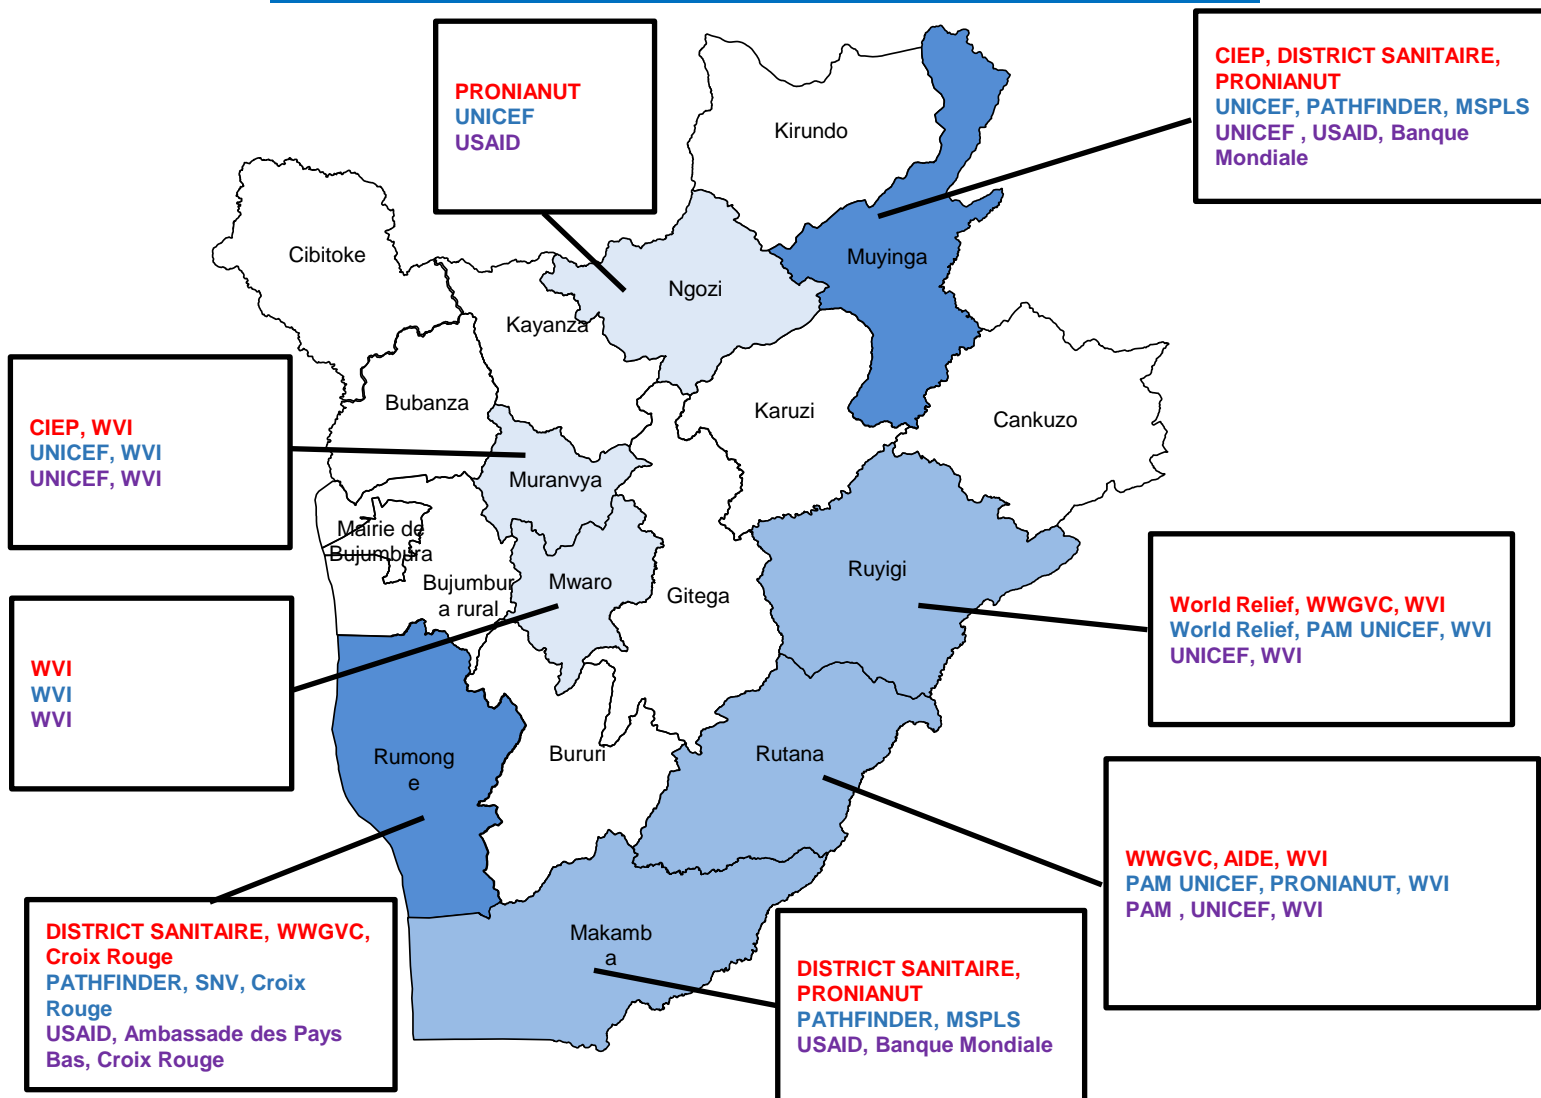 PRONIANUT
UNICEF
USAID
CIEP, DISTRICT SANITAIRE,
PRONIANUT
UNICEF, PATHFINDER, MSPLS
UNICEF , USAID, Banque
Mondiale
Kirundo
Cibitoke
Muyinga
Ngozi
Kayanza
Bubanza
Karuzi
Cankuzo
CIEP, WVI
UNICEF, WVI
UNICEF, WVI
Muranvya
Mairie de
Bujumbura
Bujumbur
a rural
Mwaro
Gitega
Ruyigi
World Relief, WWGVC, WVI
World Relief, PAM UNICEF, WVI
UNICEF, WVI
WVI
WVI
WVI
Rumong
e
Bururi
Rutana
WWGVC, AIDE, WVI
PAM UNICEF, PRONIANUT, WVI
PAM , UNICEF, WVI
Makamb
a
DISTRICT SANITAIRE, WWGVC,
Croix Rouge
PATHFINDER, SNV, Croix
Rouge
USAID, Ambassade des Pays
Bas, Croix Rouge
DISTRICT SANITAIRE,
PRONIANUT
PATHFINDER, MSPLS
USAID, Banque Mondiale